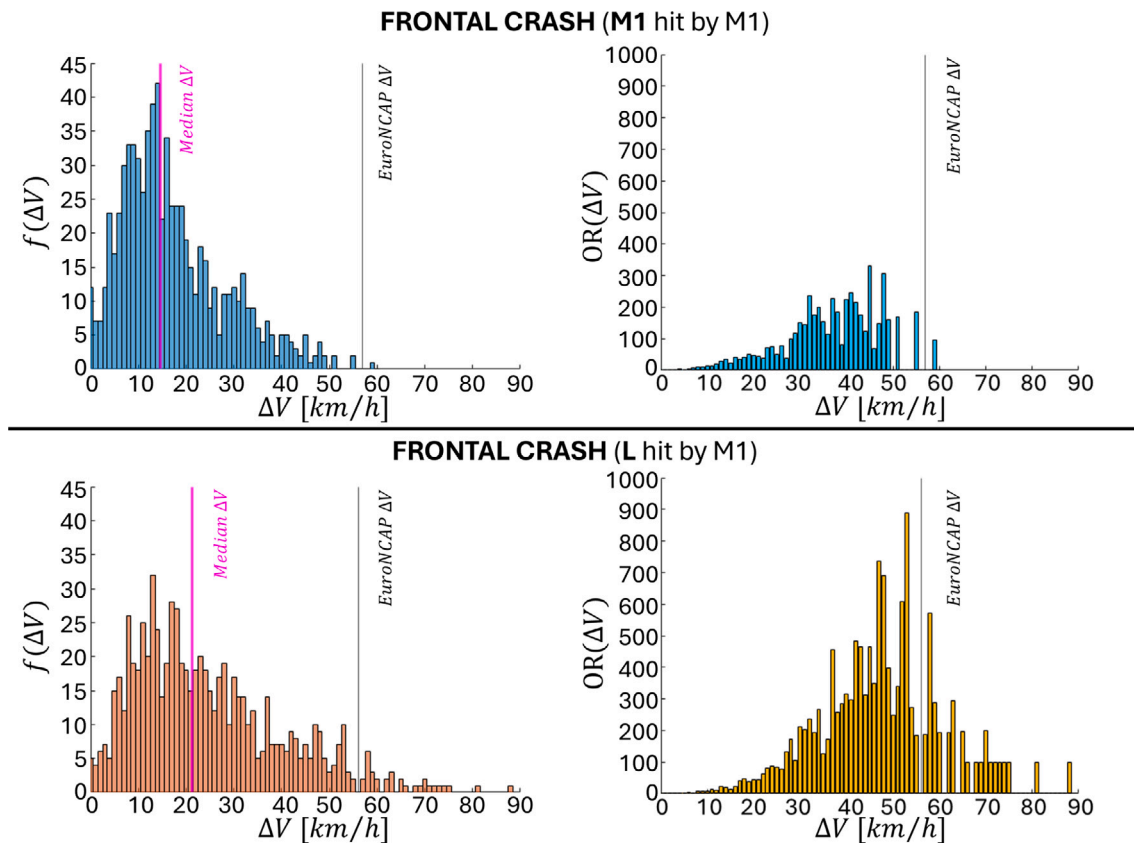 FRONTAL CRASH (M1 hit by M1)
45
40
35
30
25
20
15
10
5
0
f(ΔV)
Median ΔV
EuroNCAP ΔV
0 10 20 30 40 50 60 70 80 90
ΔV [km/h]
1000
900
800
700
600
500
400
300
200
100
0
OR(ΔV)
EuroNCAP ΔV
0 10 20 30 40 50 60 70 80 90
ΔV [km/h]
FRONTAL CRASH (L hit by M1)
45
40
35
30
25
20
15
10
5
0
f(ΔV)
Median ΔV
EuroNCAP ΔV
0 10 20 30 40 50 60 70 80 90
ΔV [km/h]
1000
900
800
700
600
500
400
300
200
100
0
OR(ΔV)
EuroNCAP ΔV
0 10 20 30 40 50 60 70 80 90
ΔV [km/h]